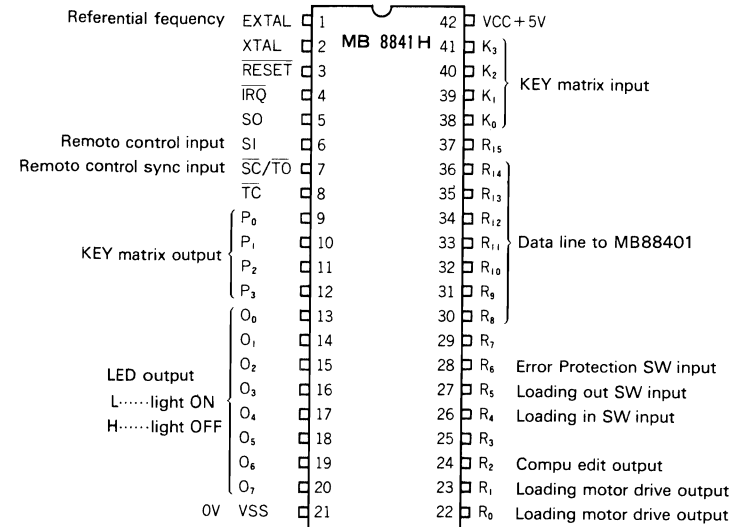 Referential fequency EXTAL 1 MB 8841H 42 VCC+5V
XTAL 2 41 K3
RESET 3 40 K2
KEY matrix input
IRQ 4 39 K1
SO 5 38 K0
Remoto control input SI 6 37 R15
Remoto control sync input SC/TO 7 36 R14
TC 8 35 R13
P0 9 34 R12
P1 10 33 R11 Data line to MB88401
KEY matrix output
P2 11 32 R10
P3 12 31 R9
O0 13 30 R8
O1 14 29 R7
O2 15 28 R6 Error Protection SW input
LED output
O3 16 27 R5 Loading out SW input
L······light ON
O4 17 26 R4 Loading in SW input
H······light OFF
O5 18 25 R3
O6 19 24 R2 Compu edit output
O7 20 23 R1 Loading motor drive output
0V VSS 21 22 R0 Loading motor drive output